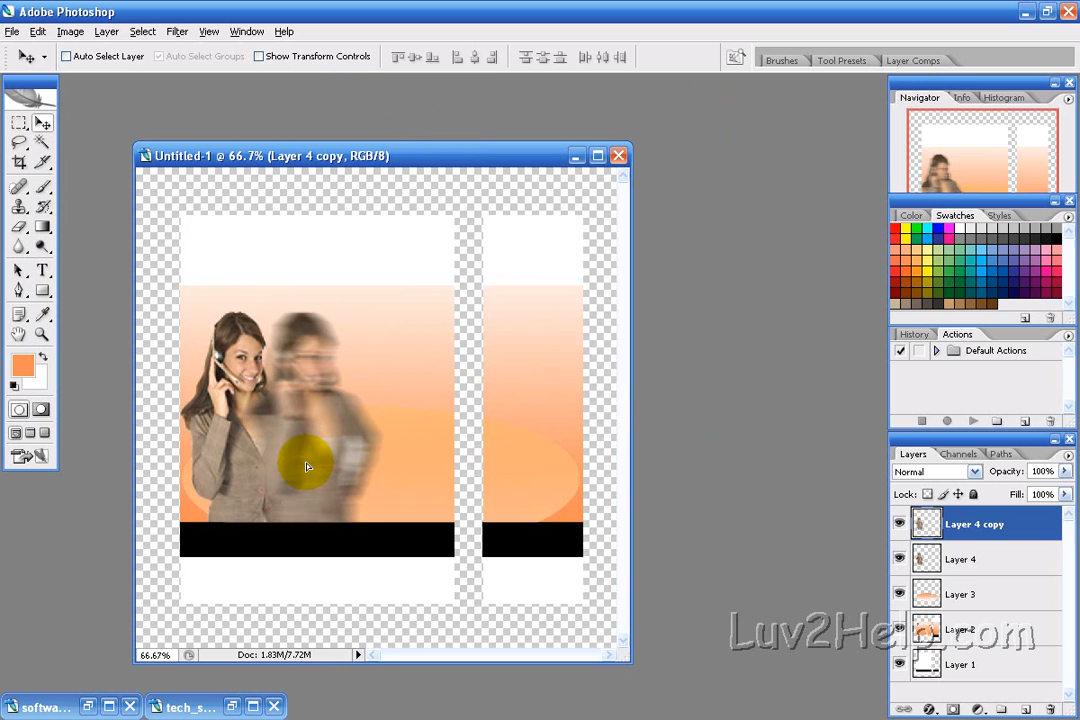 Adobe Photoshop
File Edit Image Layer Select Filter View Window Help
Auto Select Layer Auto Select Groups Show Transform Controls
Brushes Tool Presets Layer Comps
Navigator Info Histogram
Untitled-1 @ 66.7% (Layer 4 copy, RGB/8)
Color Swatches Styles
History Actions
Default Actions
Layers Channels Paths
Normal Opacity: 100%
Lock: Fill: 100%
Layer 4 copy
Layer 4
Layer 3
Layer 2
Layer 1
Luv2Help.com
66.67% Doc: 1.83M/7.72M
softwa... tech_s...